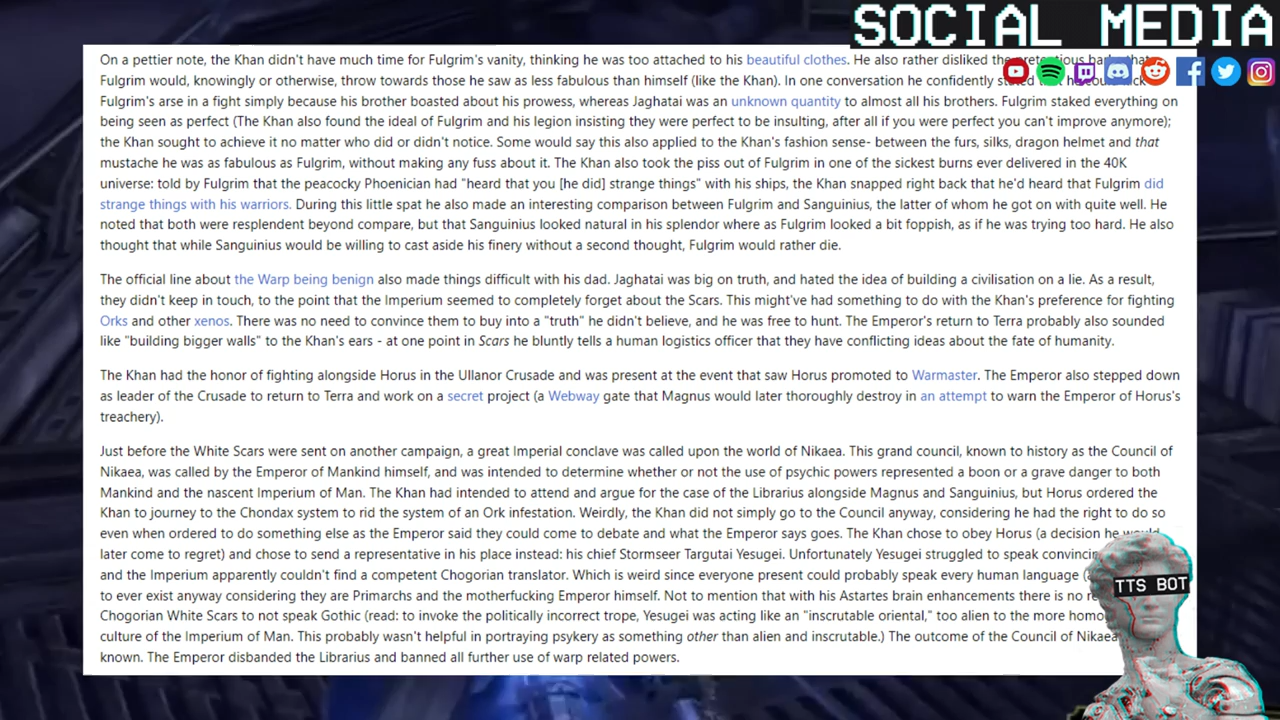 SOCIAL MEDIA
On a pettier note, the Khan didn't have much time for Fulgrim's vanity, thinking he was too attached to his beautiful clothes. He also rather disliked the pretentious
Fulgrim would, knowingly or otherwise, towards those he saw as less fabulous than himself (like the Khan). In one conversation he confidently stated
Fulgrim's arse in a fight simply because his brother boasted about his prowess, whereas Jaghatai was an unknown quantity to almost all his brothers. Fulgrim staked everything on
being seen as perfect (The Khan also found the ideal of Fulgrim and his legion insisting they were perfect to be insulting, after all if you were perfect you can't improve anymore);
the Khan sought to achieve it no matter who did or didn't notice. Some would say this also applied to the Khan's fashion sense- between the furs, silks, dragon helmet and that
mustache he was as fabulous as Fulgrim, without making any fuss about it. The Khan also took the piss out of Fulgrim in one of the sickest burns ever delivered in the 40K
universe: told by Fulgrim that the peacocky Phoenician had "heard that you [he did] strange things" with his ships, the Khan snapped right back that he'd heard that Fulgrim did
strange things with his warriors. During this little spat he also made an interesting comparison between Fulgrim and Sanguinius, the latter of whom he got on with quite well. He
noted that both were resplendent beyond compare, but that Sanguinius looked natural in his splendor where as Fulgrim looked a bit foppish, as if he was trying too hard. He also
thought that while Sanguinius would be willing to cast aside his finery without a second thought, Fulgrim would rather die.
The official line about the Warp being benign also made things difficult with his dad. Jaghatai was big on truth, and hated the idea of building a civilisation on a lie. As a result,
they didn't keep in touch, to the point that the Imperium seemed to completely forget about the Scars. This might've had something to do with the Khan's preference for fighting
Orks and other xenos. There was no need to convince them to buy into a "truth" he didn't believe, and he was free to hunt. The Emperor's return to Terra probably also sounded
like "building bigger walls" to the Khan's ears - at one point in Scars he bluntly tells a human logistics officer that they have conflicting ideas about the fate of humanity.
The Khan had the honor of fighting alongside Horus in the Ullanor Crusade and was present at the event that saw Horus promoted to Warmaster. The Emperor also stepped down
as leader of the Crusade to return to Terra and work on a secret project (a Webway gate that Magnus would later thoroughly destroy in an attempt to warn the Emperor of Horus's
treachery).
Just before the White Scars were sent on another campaign, a great Imperial conclave was called upon the world of Nikaea. This grand council, known to history as the Council of
Nikaea, was called by the Emperor of Mankind himself, and was intended to determine whether or not the use of psychic powers represented a boon or a grave danger to both
Mankind and the nascent Imperium of Man. The Khan had intended to attend and argue for the case of the Librarius alongside Magnus and Sanguinius, but Horus ordered the
Khan to journey to the Chondax system to rid the system of an Ork infestation. Weirdly, the Khan did not simply go to the Council anyway, considering he had the right to do so
even when ordered to do something else as the Emperor said they could come to debate and what the Emperor says goes. The Khan chose to obey Horus (a decision he would
later come to regret) and chose to send a representative in his place instead: his chief Stormseer Targutai Yesugei. Unfortunately Yesugei struggled to speak
and the Imperium apparently couldn't find a competent Chogorian translator. Which is weird since everyone present could probably speak every human language
to ever exist anyway considering they are Primarchs and the motherfucking Emperor himself. Not to mention that with his Astartes brain enhancements there is no
Chogorian White Scars to not speak Gothic (read: to invoke the politically incorrect trope, Yesugei was acting like an "inscrutable oriental," too alien to the more
culture of the Imperium of Man. This probably wasn't helpful in portraying psykery as something other than alien and inscrutable.) The outcome of the Council of Nikaea
known. The Emperor disbanded the Librarius and banned all further use of warp related powers.
TTS BOT